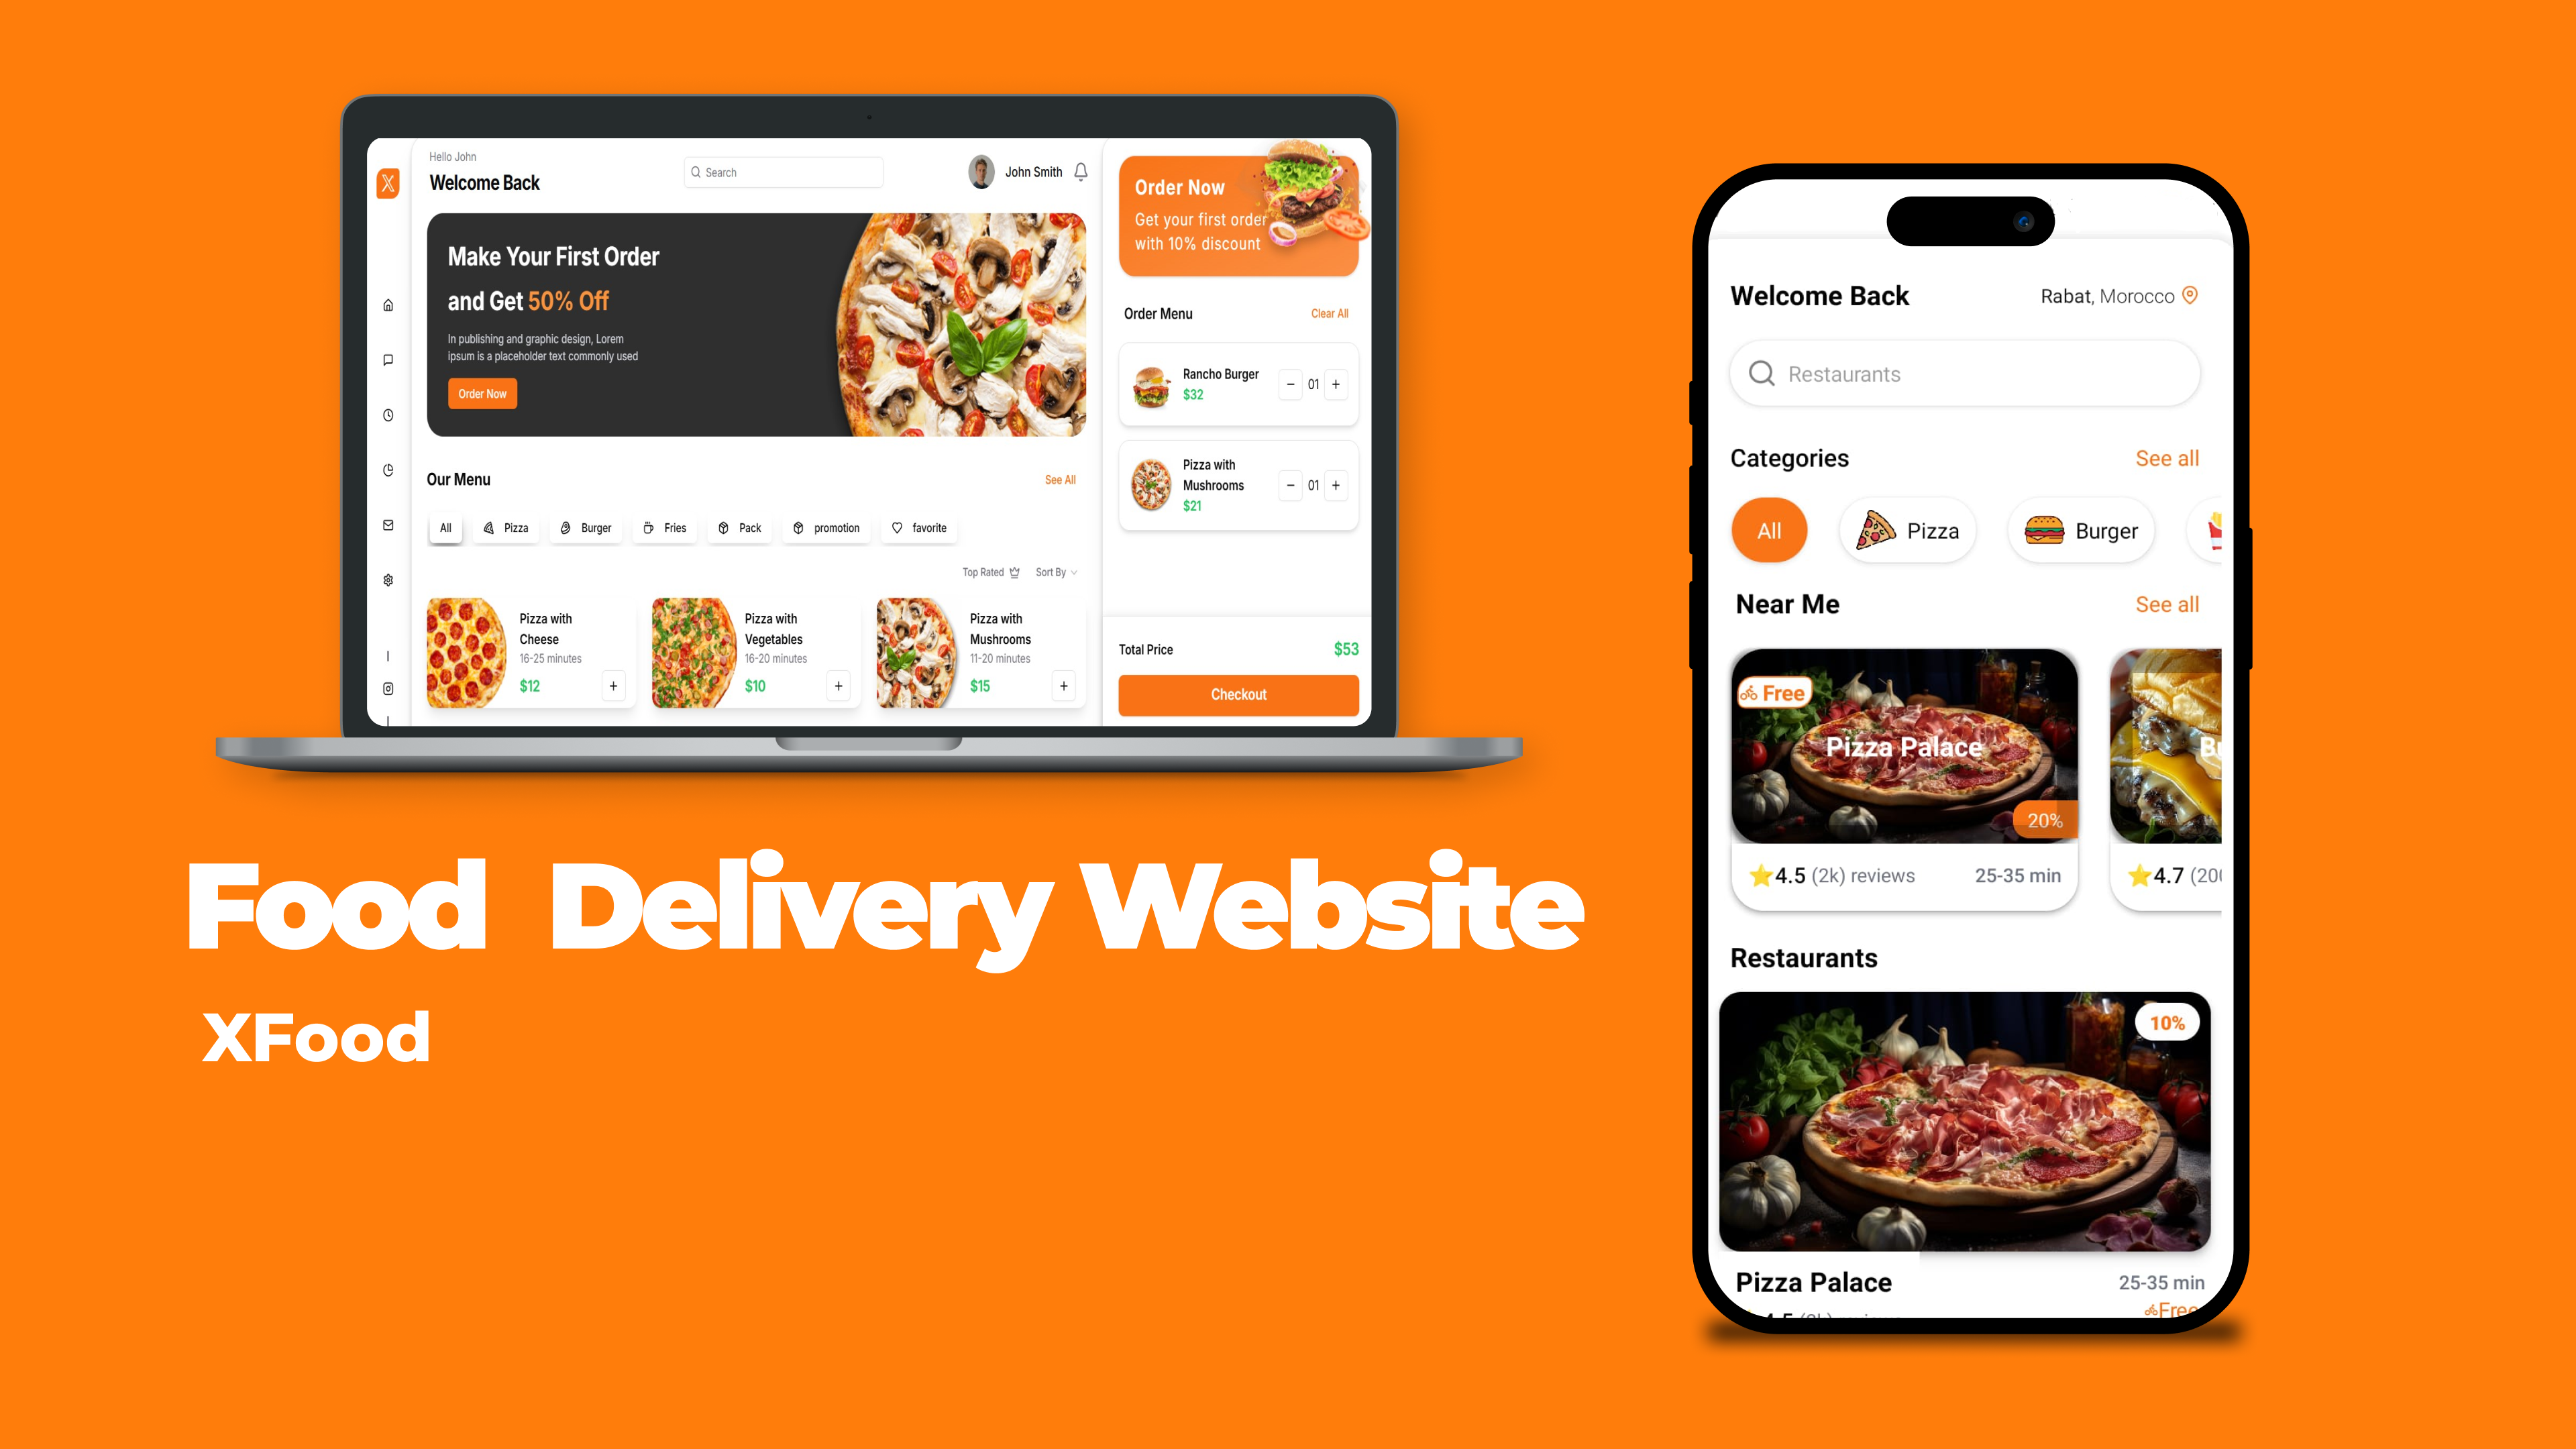 Hello John
Welcome Back
Search
John Smith
Make Your First Order
and Get 50% Off
In publishing and graphic design, Lorem
ipsum is a placeholder text commonly used
Order Now
Our Menu
See All
All
Pizza
Burger
Fries
Pack
promotion
favorite
Top Rated
Sort By
Pizza with
Cheese
16-25 minutes
$12
+
Pizza with
Vegetables
16-20 minutes
$10
+
Pizza with
Mushrooms
11-20 minutes
$15
+
Order Now
Get your first order
with 10% discount
Order Menu
Clear All
Rancho Burger
$32
− 01 +
Pizza with
Mushrooms
$21
− 01 +
Total Price
$53
Checkout
Food Delivery Website
XFood
Welcome Back
Rabat, Morocco
Restaurants
Categories
See all
All
Pizza
Burger
Near Me
See all
Free
Pizza Palace
20%
4.5 (2k) reviews
25-35 min
4.7
Restaurants
10%
Pizza Palace
25-35 min
Free